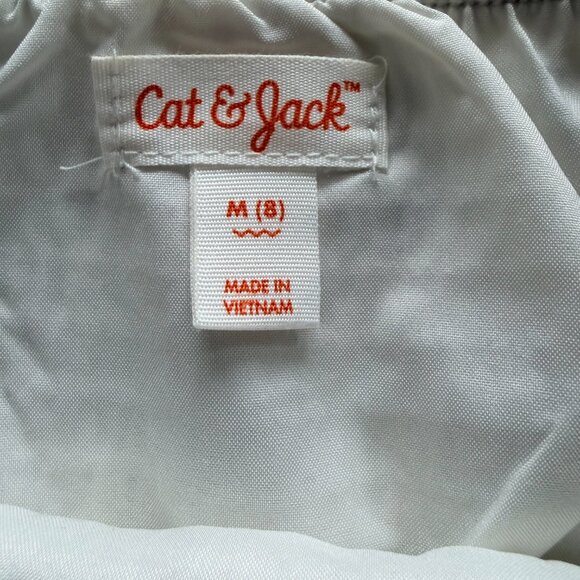 Cat & Jack™
M (8)
MADE IN
VIETNAM